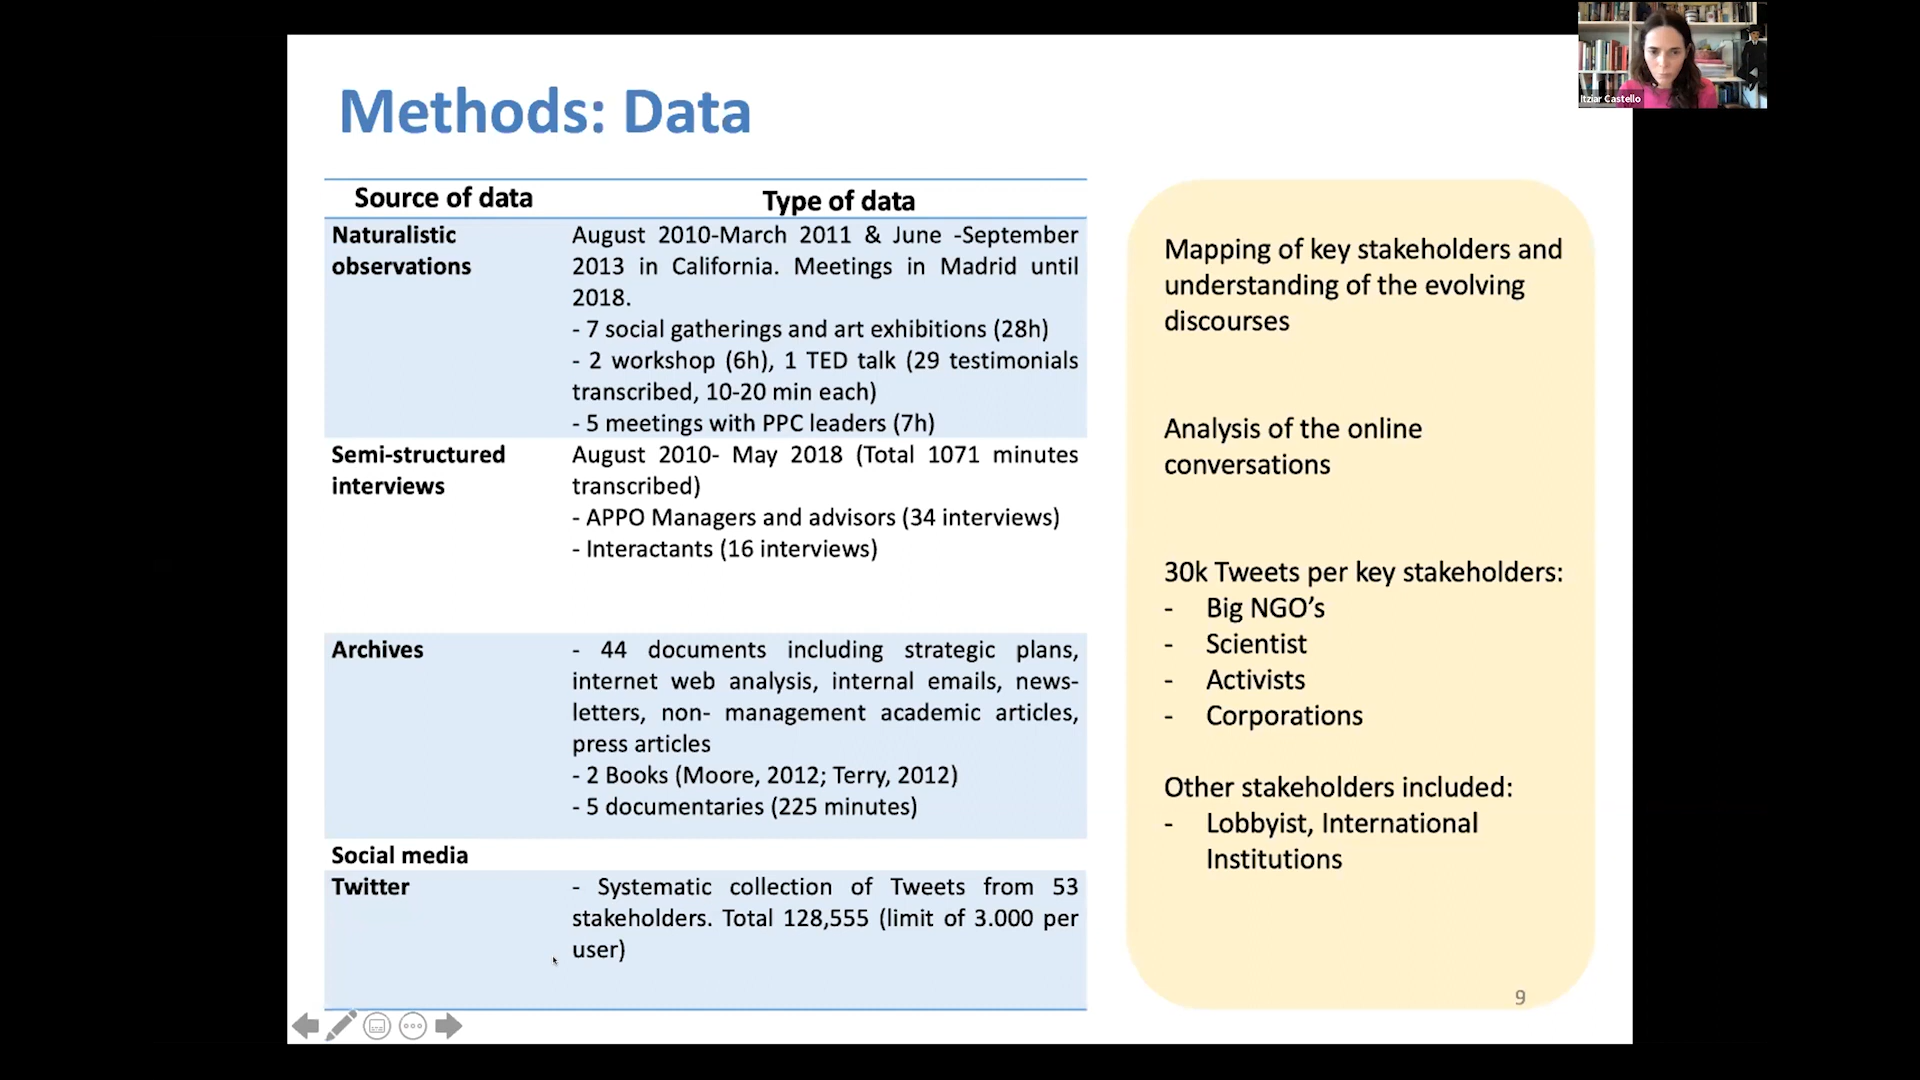 Methods: Data
Source of data
Type of data
Naturalistic
observations
August 2010-March 2011 & June -September
2013 in California. Meetings in Madrid until
2018.
- 7 social gatherings and art exhibitions (28h)
- 2 workshop (6h), 1 TED talk (29 testimonials
transcribed, 10-20 min each)
- 5 meetings with PPC leaders (7h)
Semi-structured
interviews
August 2010- May 2018 (Total 1071 minutes
transcribed)
- APPO Managers and advisors (34 interviews)
- Interactants (16 interviews)
Archives
- 44 documents including strategic plans,
internet web analysis, internal emails, news-
letters, non- management academic articles,
press articles
- 2 Books (Moore, 2012; Terry, 2012)
- 5 documentaries (225 minutes)
Social media
Twitter
- Systematic collection of Tweets from 53
stakeholders. Total 128,555 (limit of 3.000 per
user)
Mapping of key stakeholders and
understanding of the evolving
discourses
Analysis of the online
conversations
30k Tweets per key stakeholders:
- Big NGO’s
- Scientist
- Activists
- Corporations
Other stakeholders included:
- Lobbyist, International
Institutions
9
Itziar Castello